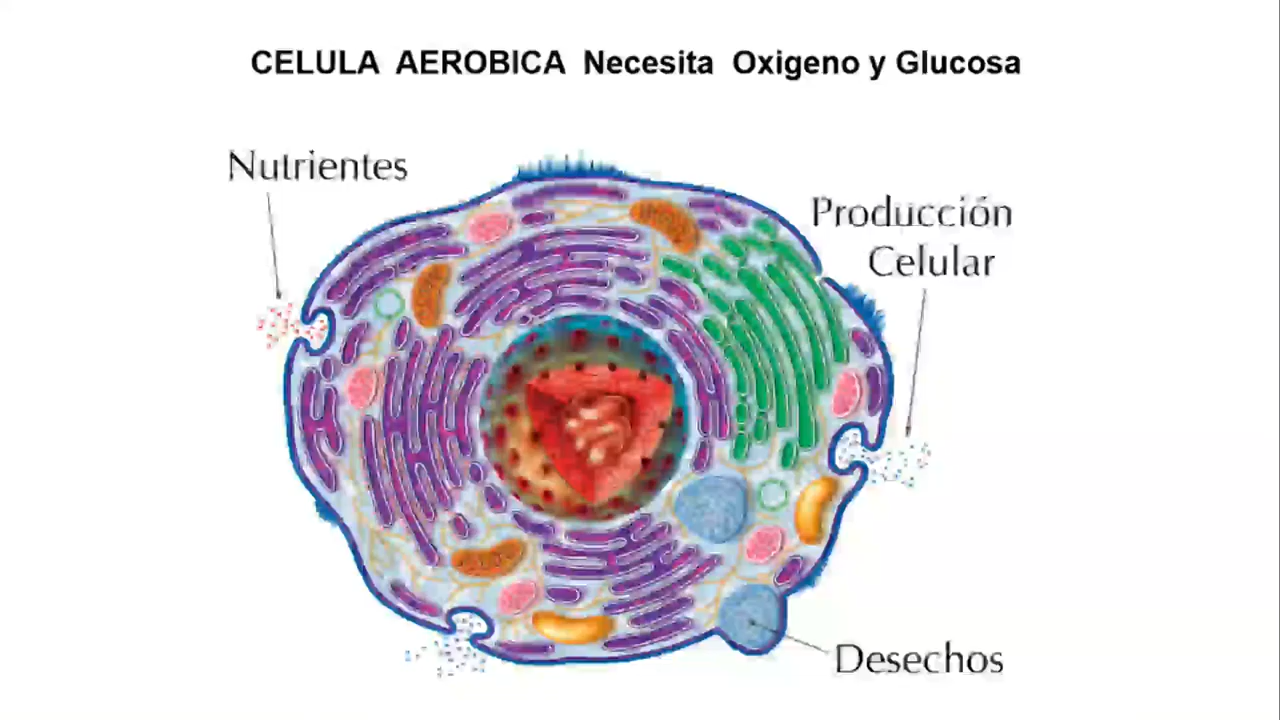 CELULA AEROBICA Necesita Oxigeno y Glucosa
Nutrientes
Producción
Celular
Desechos